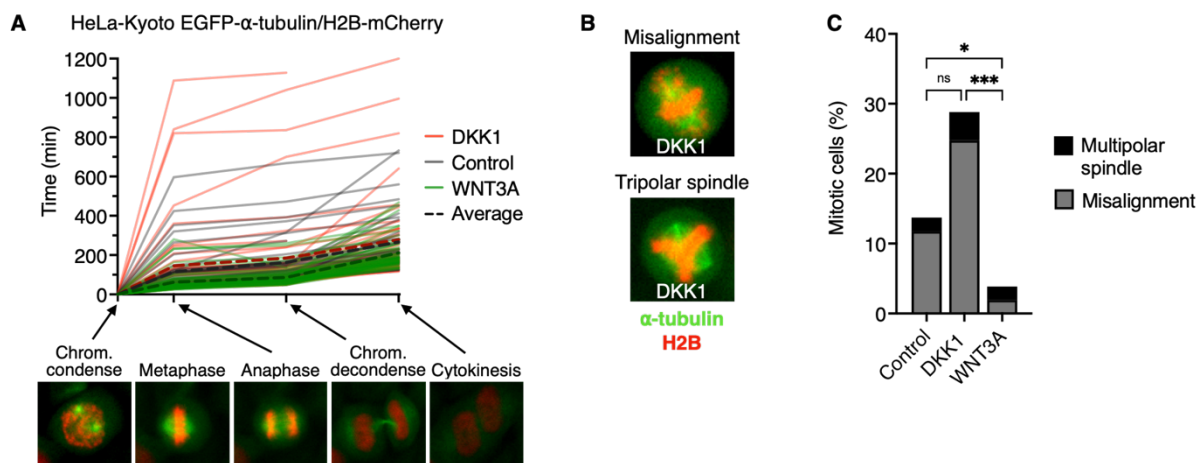 A
HeLa-Kyoto EGFP-α-tubulin/H2B-mCherry
Time (min)
1200
1000
800
600
400
200
0
DKK1
Control
WNT3A
Average
Chrom.
condense
Metaphase
Anaphase
Chrom.
decondense
Cytokinesis
B
Misalignment
DKK1
Tripolar spindle
DKK1
α-tubulin
H2B
C
Mitotic cells (%)
40
30
20
10
0
*
ns
***
Control
DKK1
WNT3A
Multipolar
spindle
Misalignment